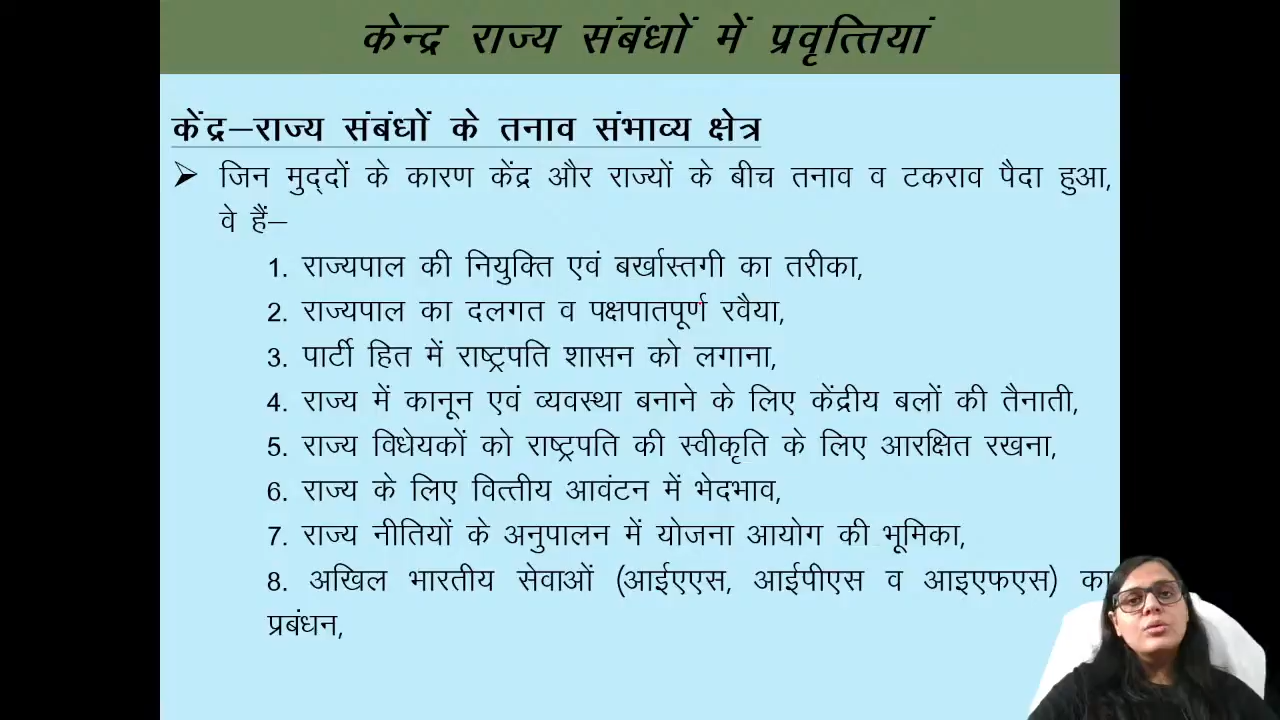 केन्द्र राज्य संबंधों में प्रवृत्तियां
केंद्र–राज्य संबंधों के तनाव संभाव्य क्षेत्र
➢ जिन मुद्दों के कारण केंद्र और राज्यों के बीच तनाव व टकराव पैदा हुआ,
वे हैं–
1. राज्यपाल की नियुक्ति एवं बर्खास्तगी का तरीका,
2. राज्यपाल का दलगत व पक्षपातपूर्ण रवैया,
3. पार्टी हित में राष्ट्रपति शासन को लगाना,
4. राज्य में कानून एवं व्यवस्था बनाने के लिए केंद्रीय बलों की तैनाती,
5. राज्य विधेयकों को राष्ट्रपति की स्वीकृति के लिए आरक्षित रखना,
6. राज्य के लिए वित्तीय आवंटन में भेदभाव,
7. राज्य नीतियों के अनुपालन में योजना आयोग की भूमिका,
8. अखिल भारतीय सेवाओं (आईएएस, आईपीएस व आइएफएस) का
प्रबंधन,